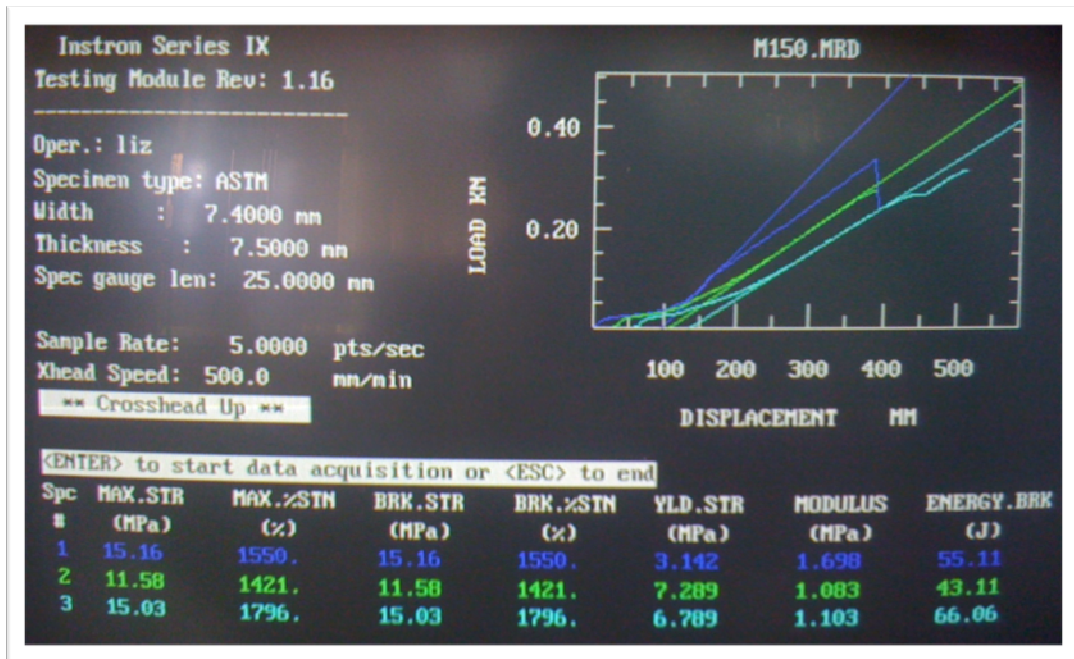 Instron Series IX
Testing Module Rev: 1.16
Oper.: liz
Specimen type: ASTM
Width : 7.4000 mm
Thickness : 7.5000 mm
Spec gauge len: 25.0000 mm
Sample Rate: 5.0000 pts/sec
Xhead Speed: 500.0 mm/min
** Crosshead Up **
M150.MRD
LOAD KN
0.40
0.20
100 200 300 400 500
DISPLACEMENT MM
<ENTER> to start data acquisition or <ESC> to end
Spc MAX.STR MAX.%STN BRK.STR BRK.%STN YLD.STR MODULUS ENERGY.BRK
# (MPa) (%) (MPa) (%) (MPa) (MPa) (J)
1 15.16 1550. 15.16 1550. 3.142 1.698 55.11
2 11.58 1421. 11.58 1421. 7.289 1.083 43.11
3 15.03 1796. 15.03 1796. 6.789 1.103 66.06